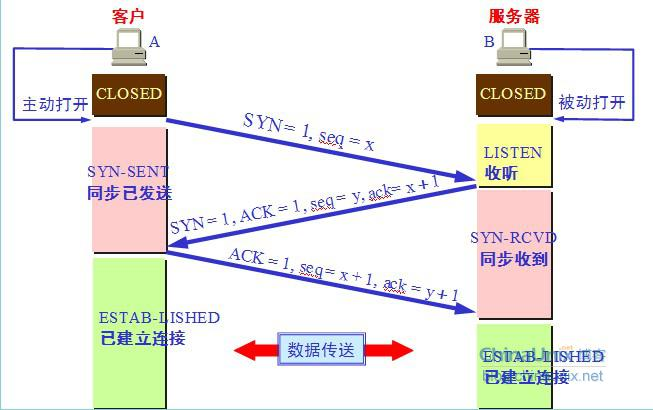 客户
服务器
A
B
主动打开
CLOSED
CLOSED
被动打开
SYN = 1, seq = x
LISTEN
收听
SYN-SENT
同步已发送
SYN = 1, ACK = 1, seq = y, ack= x + 1
SYN-RCVD
同步收到
ACK = 1, seq= x + 1, ack = y + 1
ESTAB-LISHED
已建立连接
数据传送
ESTAB-LISHED
已建立连接
ChinaUnix
.net
博客